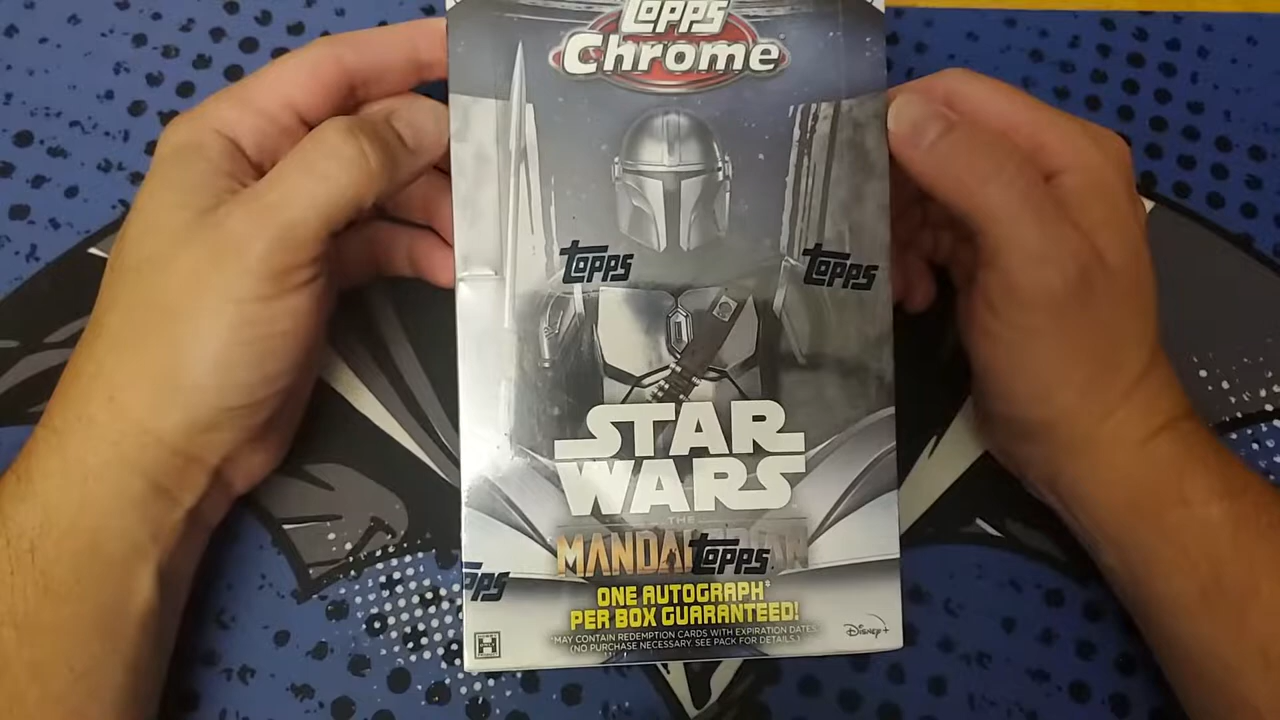 Topps
Chrome
Topps
Topps
STAR
WARS
THE
Topps
ONE AUTOGRAPH*
PER BOX GUARANTEED!
*MAY CONTAIN REDEMPTION CARDS WITH EXPIRATION DATES.
(NO PURCHASE NECESSARY. SEE PACK FOR DETAILS.)
Disney+